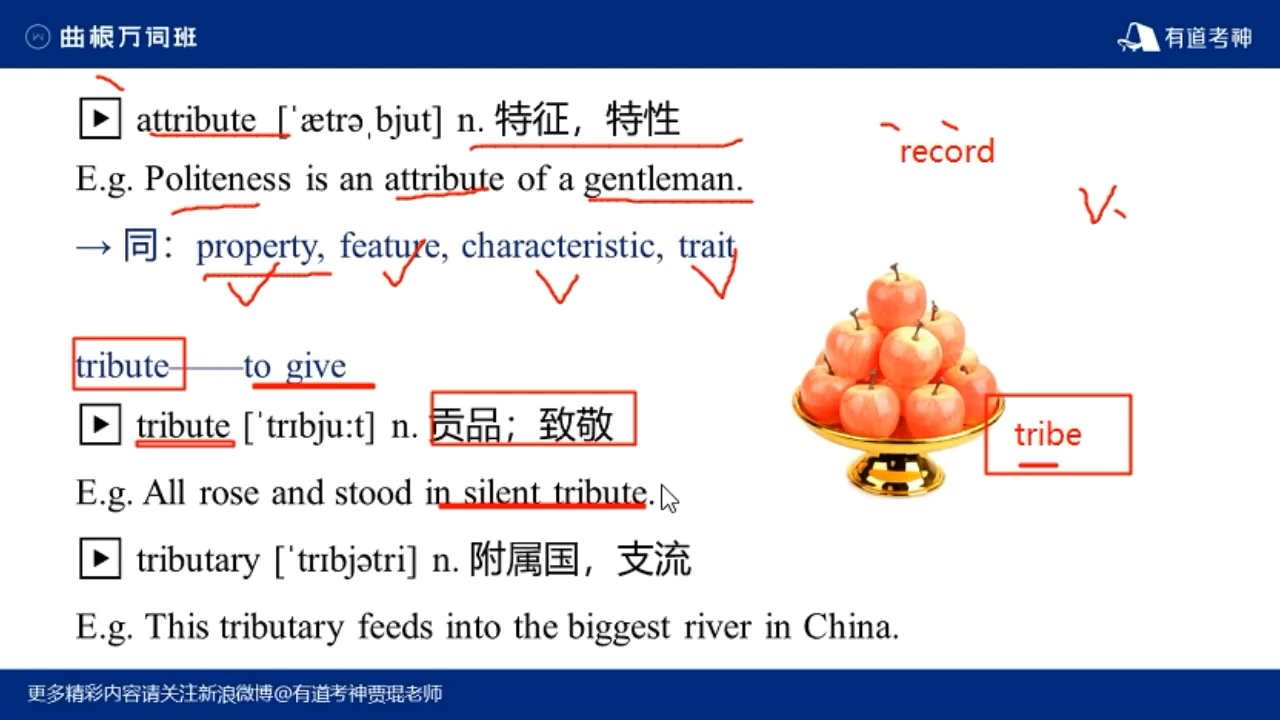 曲根万词班
有道考神
▶ attribute [ˈætrəˌbjut] n. 特征，特性
record
E.g. Politeness is an attribute of a gentleman.
→ 同：property, feature, characteristic, trait
tribute——to give
▶ tribute [ˈtrɪbju:t] n. 贡品；致敬
tribe
E.g. All rose and stood in silent tribute.
▶ tributary [ˈtrɪbjətri] n. 附属国，支流
E.g. This tributary feeds into the biggest river in China.
更多精彩内容请关注新浪微博@有道考神贾琨老师